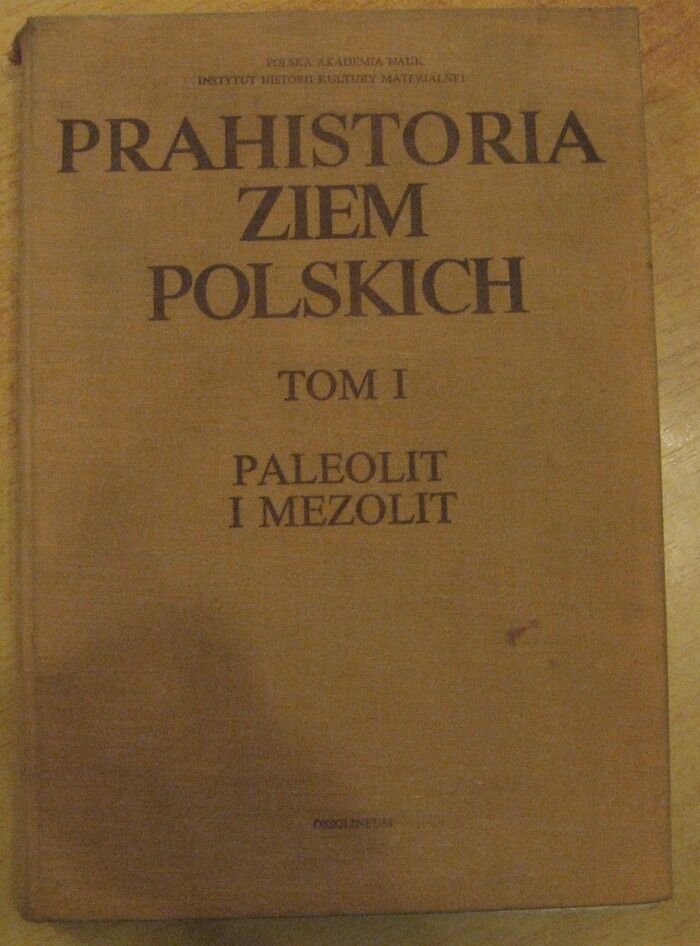 POLSKA AKADEMIA NAUK
INSTYTUT HISTORII KULTURY MATERIALNEJ
PRAHISTORIA
ZIEM
POLSKICH
TOM I
PALEOLIT
I MEZOLIT
OSSOLINEUM